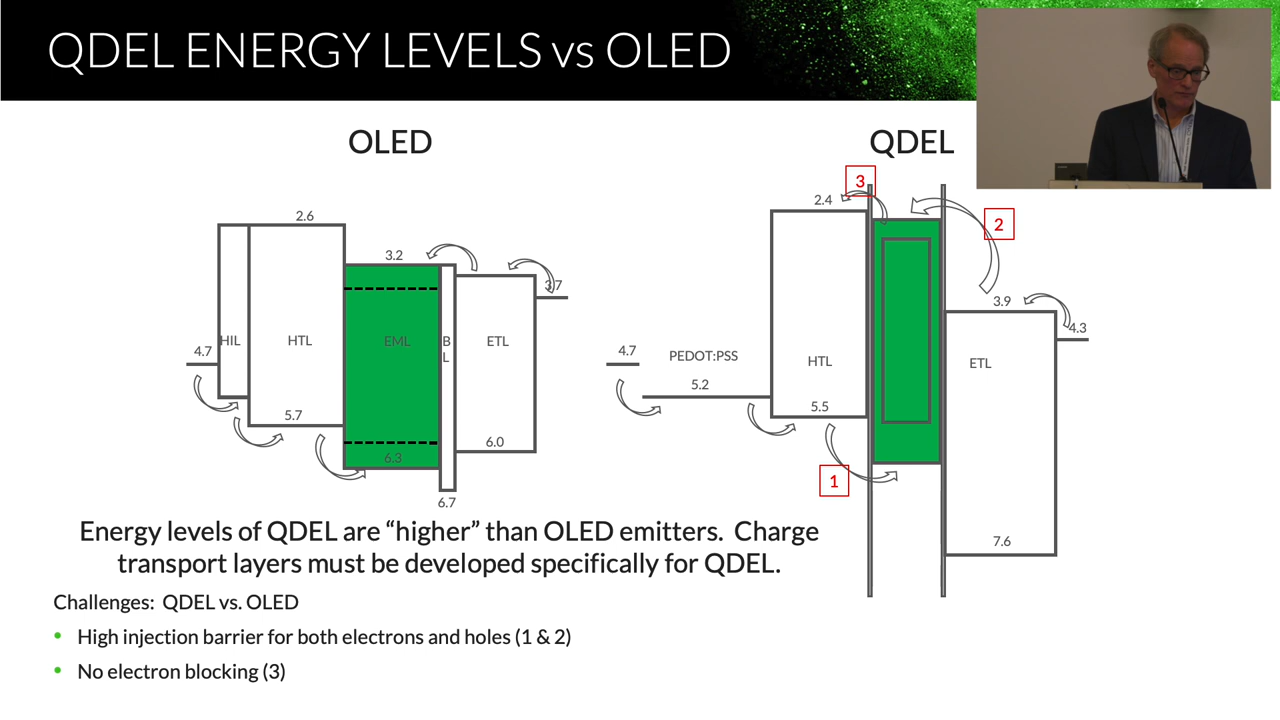 QDEL ENERGY LEVELS vs OLED
OLED
2.6
3.2
3.7
4.7
HIL
HTL
EML
B
L
ETL
5.7
6.3
6.0
6.7
QDEL
3
2.4
2
3.9
4.3
4.7
PEDOT:PSS
5.2
HTL
ETL
5.5
1
7.6
Energy levels of QDEL are “higher” than OLED emitters. Charge
transport layers must be developed specifically for QDEL.
Challenges: QDEL vs. OLED
• High injection barrier for both electrons and holes (1 & 2)
• No electron blocking (3)